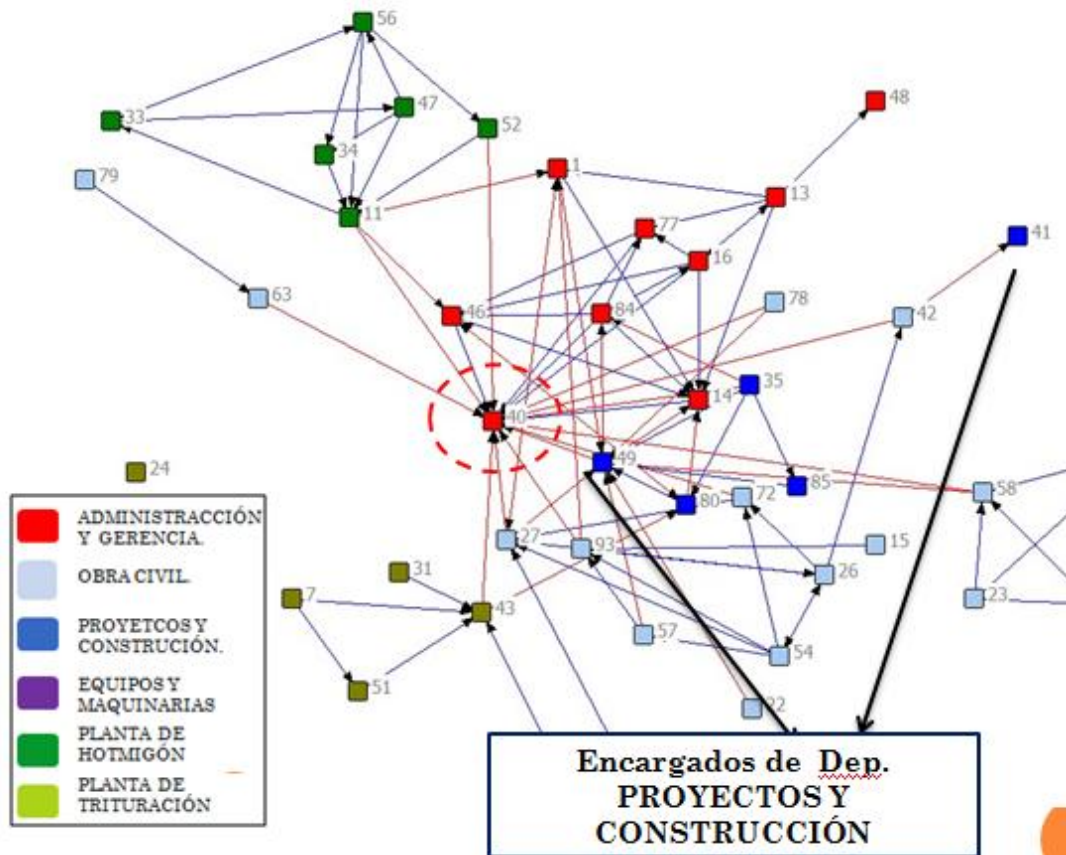 56
47
33
52
48
34
1
79
13
11
77
41
16
63
78
46
84
42
35
14
40
49
24
85
58
80
72
27
93
15
31
26
7
43
23
57
54
51
22
ADMINISTRACCIÓN
Y GERENCIA.
OBRA CIVIL.
PROYETCOS Y
CONSTRUCIÓN.
EQUIPOS Y
MAQUINARIAS
PLANTA DE
HOTMIGÓN
PLANTA DE
TRITURACIÓN
Encargados de Dep.
PROYECTOS Y
CONSTRUCCIÓN